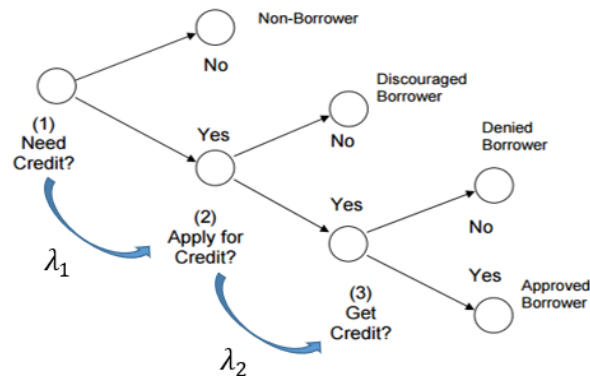 Non-Borrower
No
(1)
Need
Credit?
Discouraged
Borrower
Yes
No
Denied
Borrower
(2)
Apply for
Credit?
Yes
No
λ1
(3)
Get
Credit?
Yes
Approved
Borrower
λ2